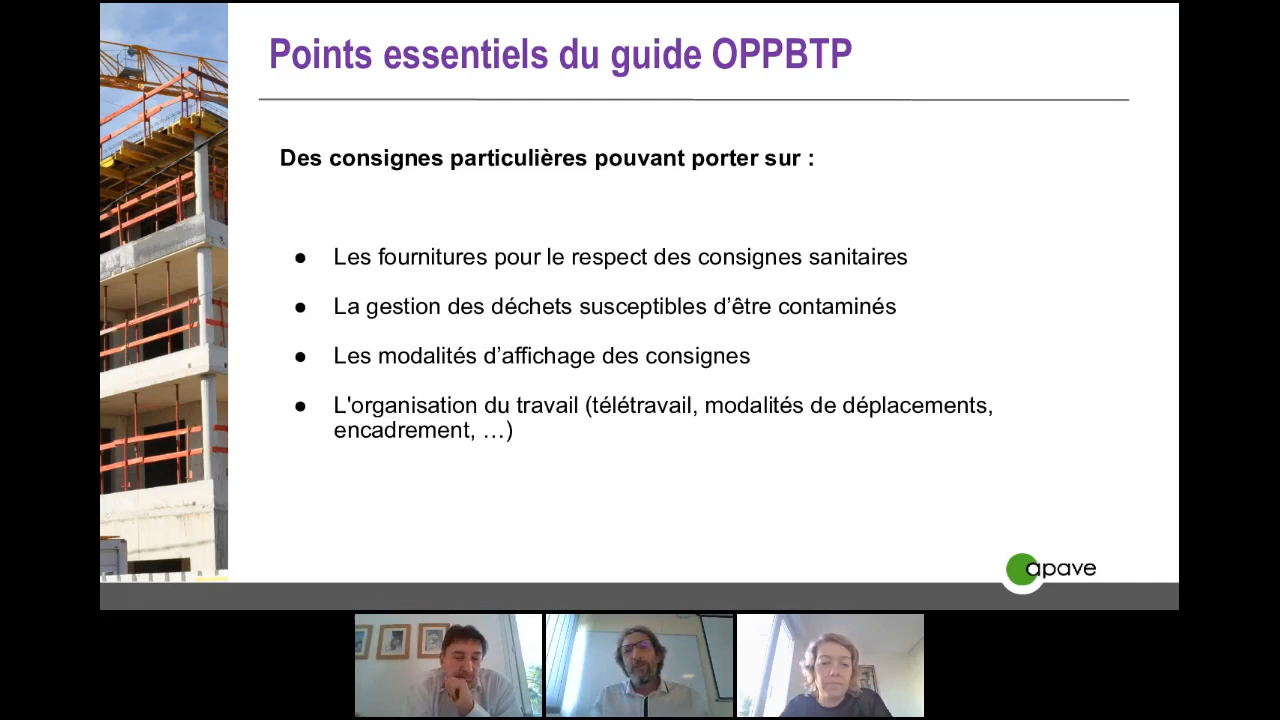 Points essentiels du guide OPPBTP
Des consignes particulières pouvant porter sur :
● Les fournitures pour le respect des consignes sanitaires
● La gestion des déchets susceptibles d’être contaminés
● Les modalités d’affichage des consignes
● L'organisation du travail (télétravail, modalités de déplacements,
encadrement, …)
apave